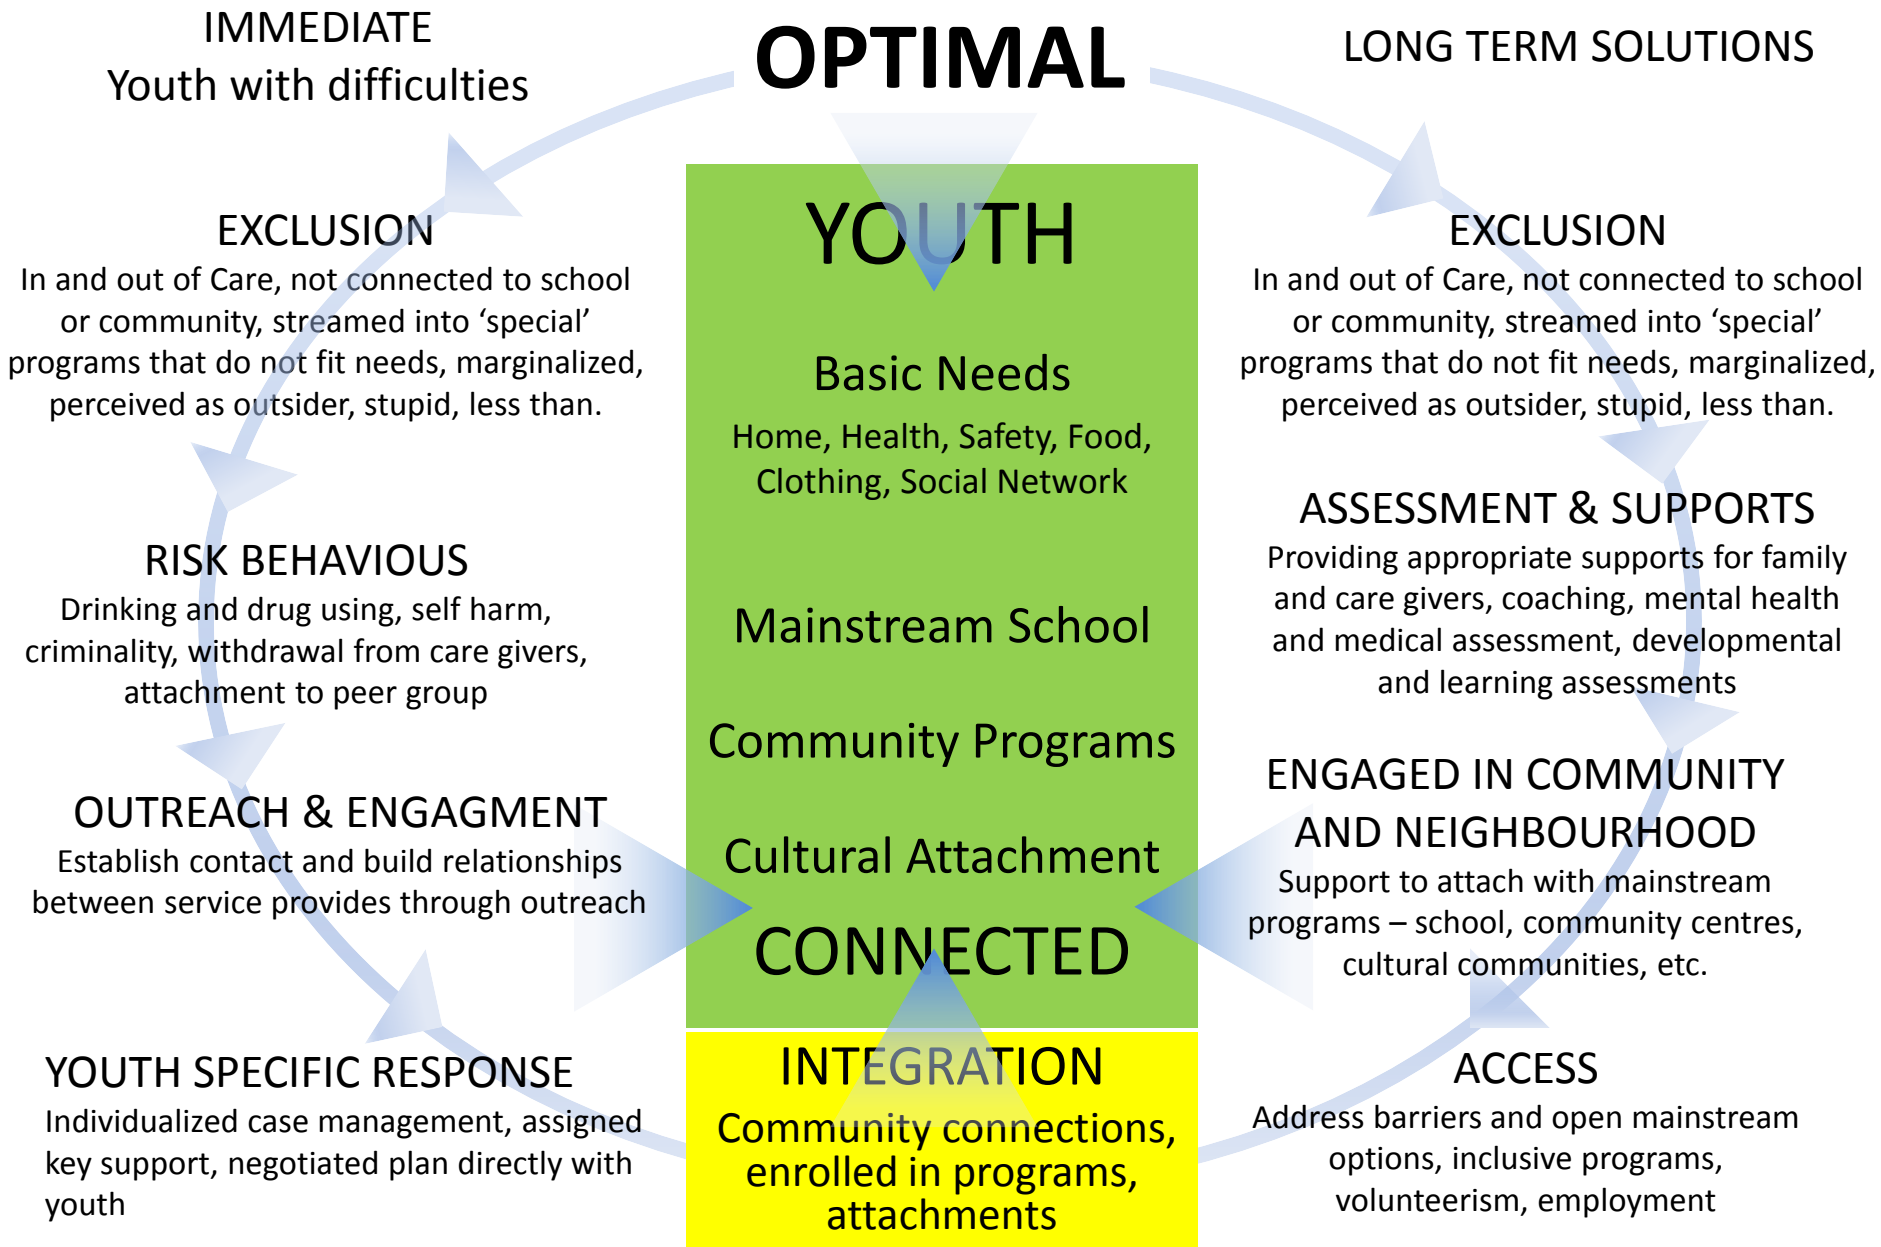 IMMEDIATE
Youth with difficulties
EXCLUSION
In and out of Care, not connected to school
or community, streamed into ‘special’
programs that do not fit needs, marginalized,
perceived as outsider, stupid, less than.
RISK BEHAVIOUS
Drinking and drug using, self harm,
criminality, withdrawal from care givers,
attachment to peer group
OUTREACH & ENGAGMENT
Establish contact and build relationships
between service provides through outreach
YOUTH SPECIFIC RESPONSE
Individualized case management, assigned
key support, negotiated plan directly with
youth
OPTIMAL
YOUTH
Basic Needs
Home, Health, Safety, Food,
Clothing, Social Network
Mainstream School
Community Programs
Cultural Attachment
CONNECTED
INTEGRATION
Community connections,
enrolled in programs,
attachments
LONG TERM SOLUTIONS
EXCLUSION
In and out of Care, not connected to school
or community, streamed into ‘special’
programs that do not fit needs, marginalized,
perceived as outsider, stupid, less than.
ASSESSMENT & SUPPORTS
Providing appropriate supports for family
and care givers, coaching, mental health
and medical assessment, developmental
and learning assessments
ENGAGED IN COMMUNITY
AND NEIGHBOURHOOD
Support to attach with mainstream
programs – school, community centres,
cultural communities, etc.
ACCESS
Address barriers and open mainstream
options, inclusive programs,
volunteerism, employment